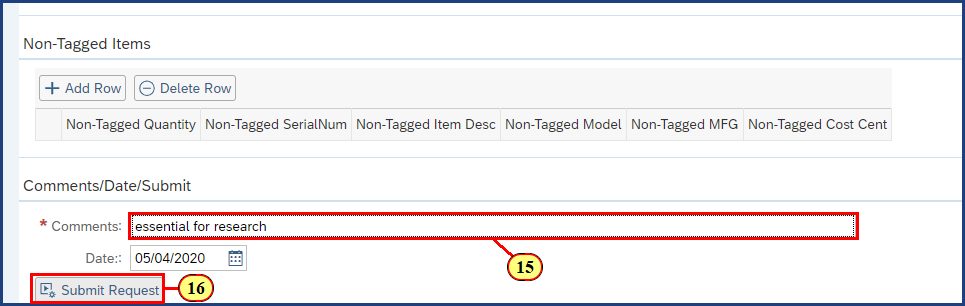 Non-Tagged Items
Add Row Delete Row
Non-Tagged Quantity Non-Tagged SerialNum Non-Tagged Item Desc Non-Tagged Model Non-Tagged MFG Non-Tagged Cost Cent
Comments/Date/Submit
* Comments: essential for research
Date:: 05/04/2020
15
Submit Request 16